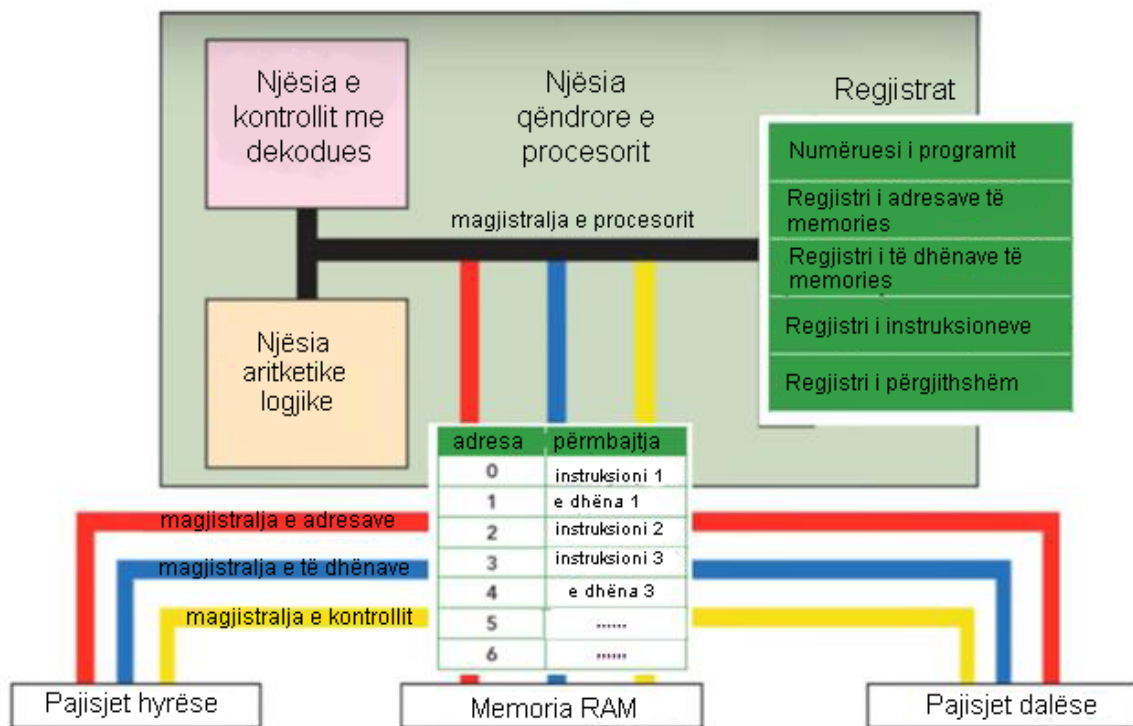 Njësia e
kontrollit me
dekodues
Njësia
qëndrore e
procesorit
Regjistrat
Numëruesi i programit
Regjistri i adresave të
memories
Regjistri i të dhënave të
memories
Regjistri i instruksioneve
Regjistri i përgjithshëm
magjistralja e procesorit
Njësia
aritketike
logjike
adresa përmbajtja
0 instruksioni 1
1 e dhëna 1
2 instruksioni 2
3 instruksioni 3
4 e dhëna 3
5 ......
6 ......
magjistralja e adresave
magjistralja e të dhënave
magjistralja e kontrollit
Pajisjet hyrëse
Memoria RAM
Pajisjet dalëse